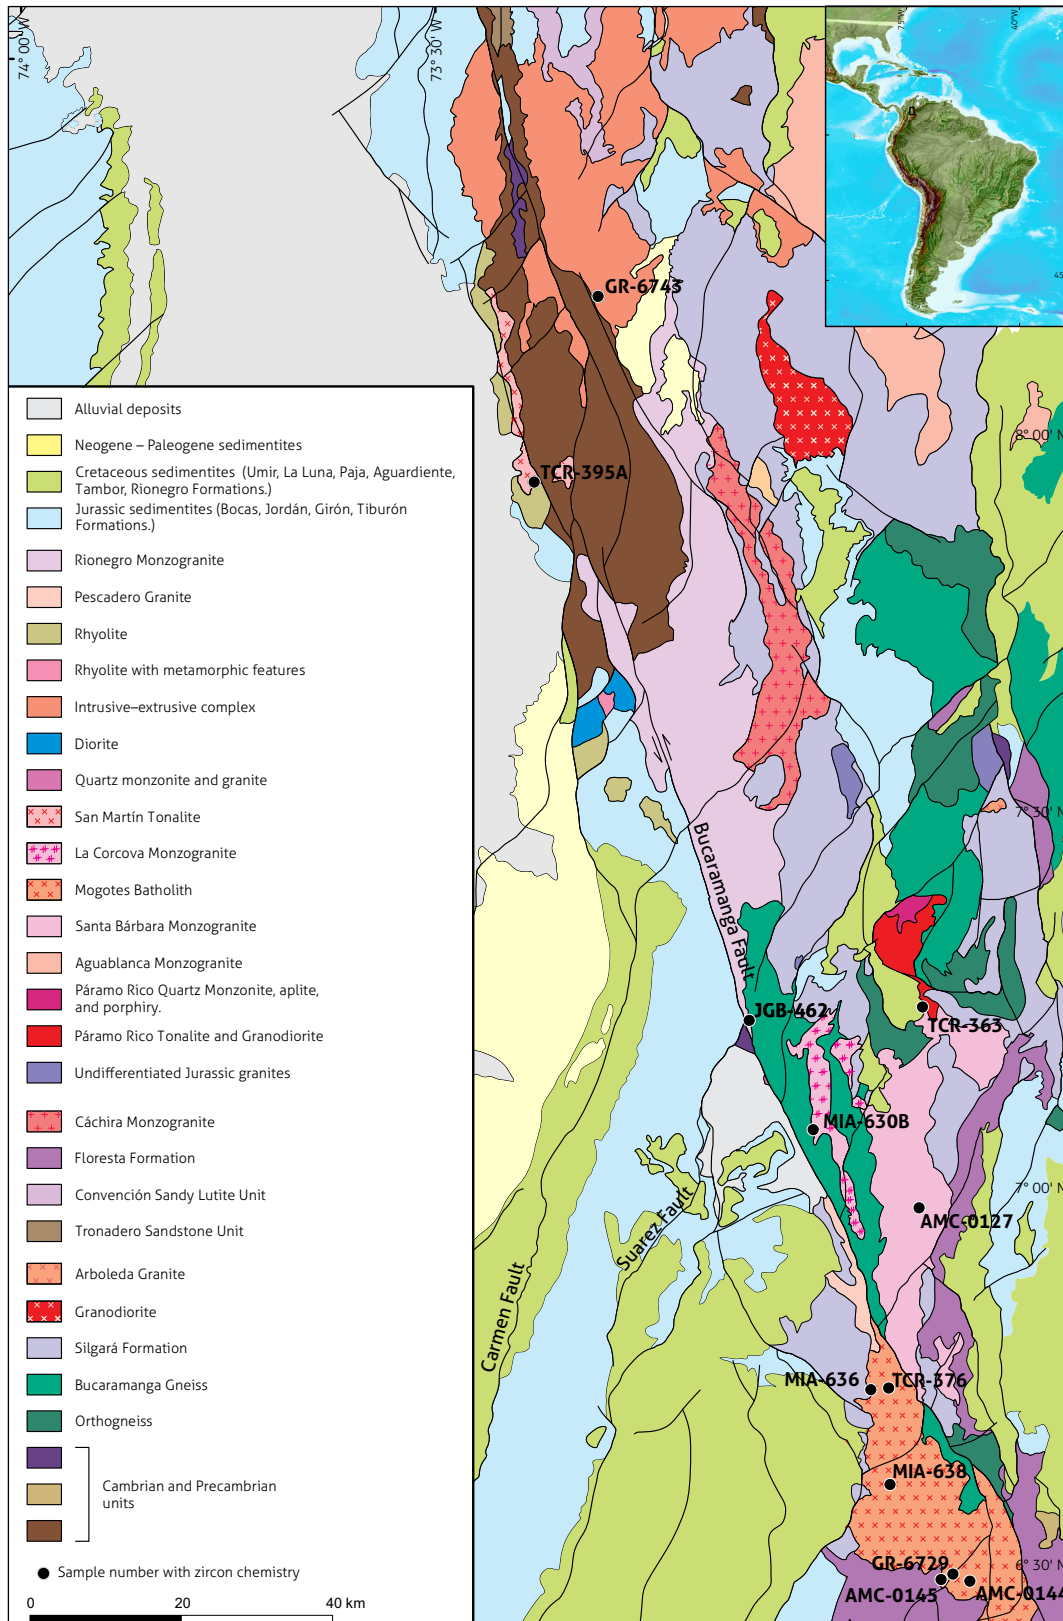 74° 00' W
73° 30' W
75°W
40°W
45
GR-6743
8° 00' N
TCR-395A
7° 30' N
Bucaramanga Fault
JGB-462
TCR-363
MIA-630B
7° 00' N
AMC-0127
Suarez Fault
Carmen Fault
MIA-636
TCR-376
MIA-638
GR-6729
6° 30' N
AMC-0145
AMC-0144
Alluvial deposits
Neogene – Paleogene sedimentites
Cretaceous sedimentites (Umir, La Luna, Paja, Aguardiente,
Tambor, Rionegro Formations.)
Jurassic sedimentites (Bocas, Jordán, Girón, Tiburón
Formations.)
Rionegro Monzogranite
Pescadero Granite
Rhyolite
Rhyolite with metamorphic features
Intrusive–extrusive complex
Diorite
Quartz monzonite and granite
San Martín Tonalite
La Corcova Monzogranite
Mogotes Batholith
Santa Bárbara Monzogranite
Aguablanca Monzogranite
Páramo Rico Quartz Monzonite, aplite,
and porphiry.
Páramo Rico Tonalite and Granodiorite
Undifferentiated Jurassic granites
Cáchira Monzogranite
Floresta Formation
Convención Sandy Lutite Unit
Tronadero Sandstone Unit
Arboleda Granite
Granodiorite
Silgará Formation
Bucaramanga Gneiss
Orthogneiss
Cambrian and Precambrian
units
Sample number with zircon chemistry
0 20 40 km